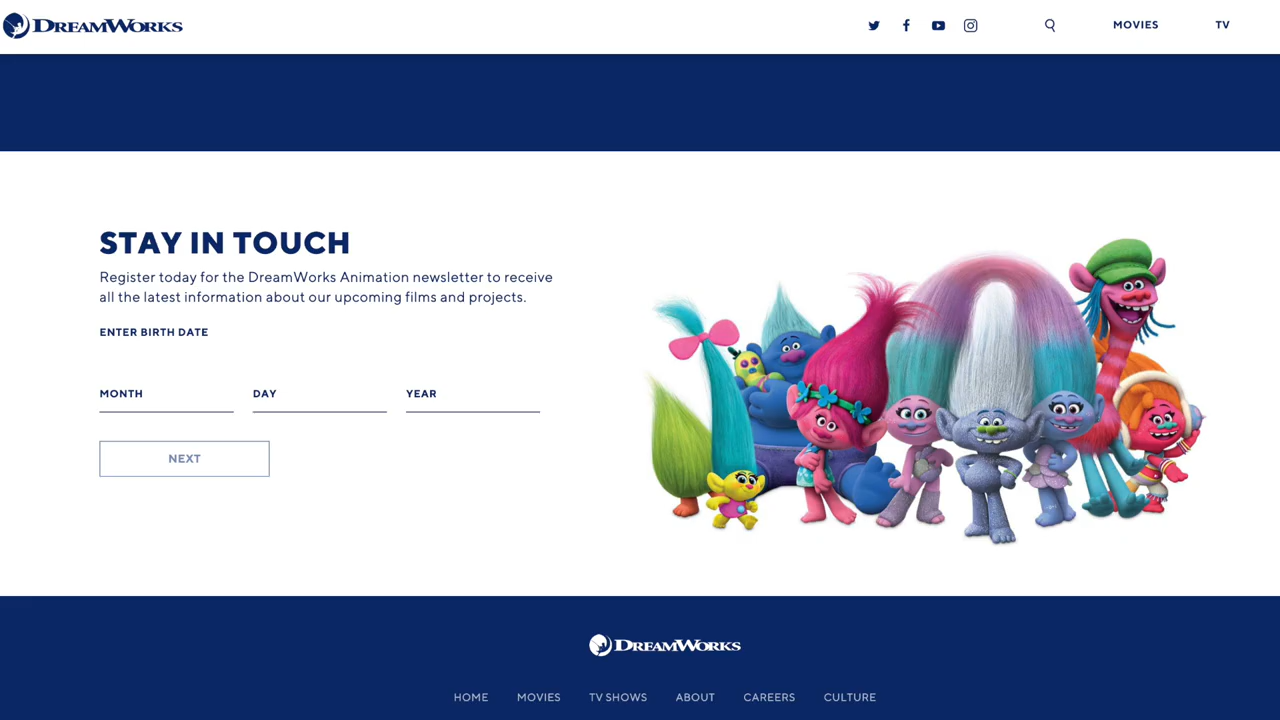 DREAMWORKS
MOVIES
TV
STAY IN TOUCH
Register today for the DreamWorks Animation newsletter to receive
all the latest information about our upcoming films and projects.
ENTER BIRTH DATE
MONTH DAY YEAR
NEXT
DREAMWORKS
HOME MOVIES TV SHOWS ABOUT CAREERS CULTURE